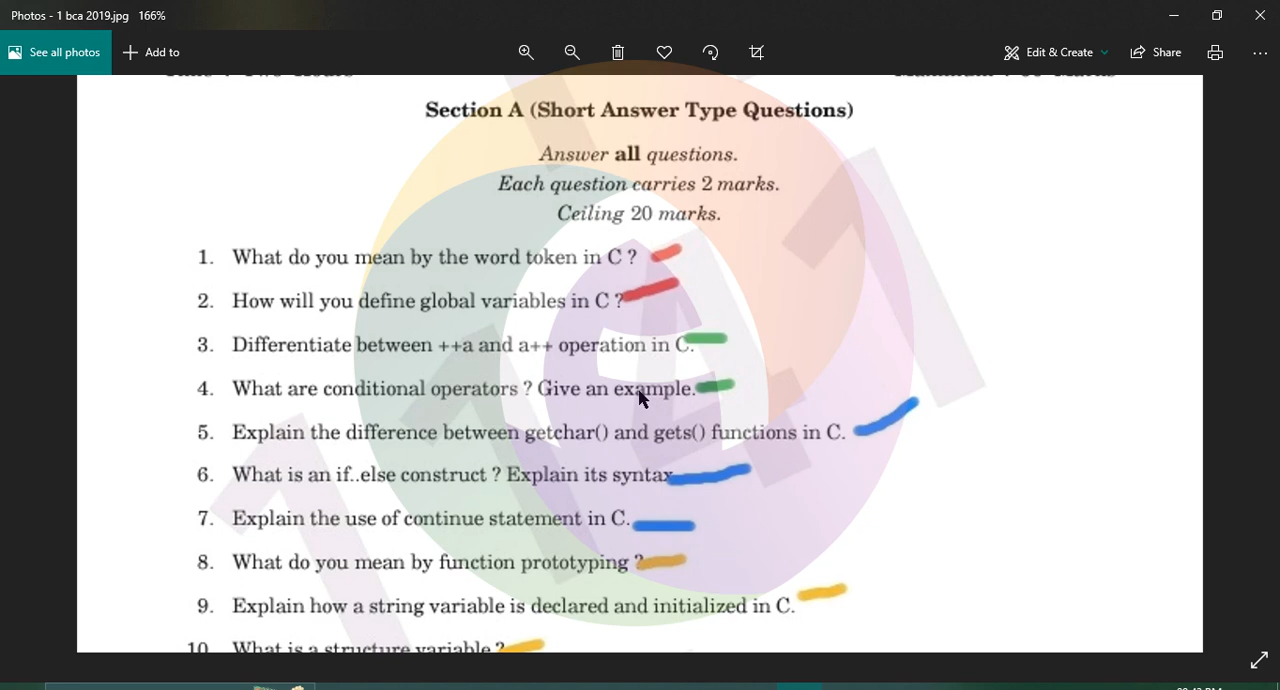 Photos - 1 bca 2019.jpg 166%
See all photos
Add to
Edit & Create
Share
Section A (Short Answer Type Questions)
Answer all questions.
Each question carries 2 marks.
Ceiling 20 marks.
1. What do you mean by the word token in C ?
2. How will you define global variables in C ?
3. Differentiate between ++a and a++ operation in C.
4. What are conditional operators ? Give an example.
5. Explain the difference between getchar() and gets() functions in C.
6. What is an if..else construct ? Explain its syntax
7. Explain the use of continue statement in C.
8. What do you mean by function prototyping ?
9. Explain how a string variable is declared and initialized in C.
10. What is a structure variable ?